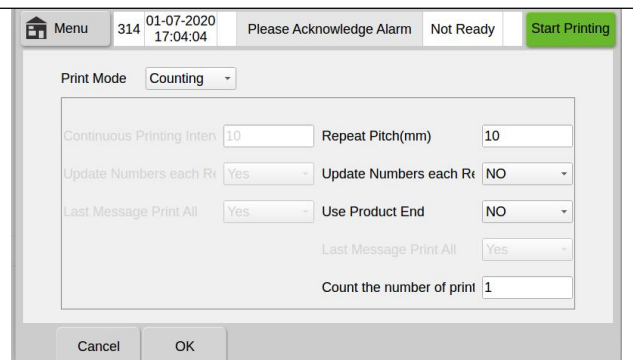 Menu 314 01-07-2020 17:04:04 Please Acknowledge Alarm Not Ready Start Printing
Print Mode Counting
Continuous Printing Interv 10 Repeat Pitch(mm) 10
Update Numbers each Re Yes Update Numbers each Re NO
Last Message Print All Yes Use Product End NO
Last Message Print All Yes
Count the number of print 1
Cancel OK